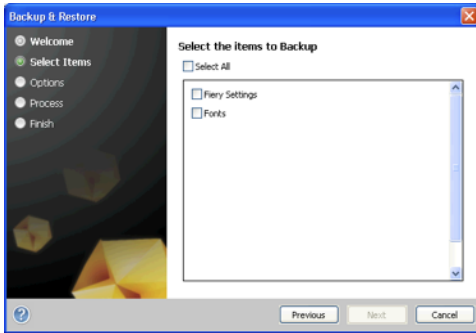 Backup & Restore
Welcome
Select Items
Options
Process
Finish
Select the items to Backup
Select All
Fiery Settings
Fonts
?
Previous
Next
Cancel